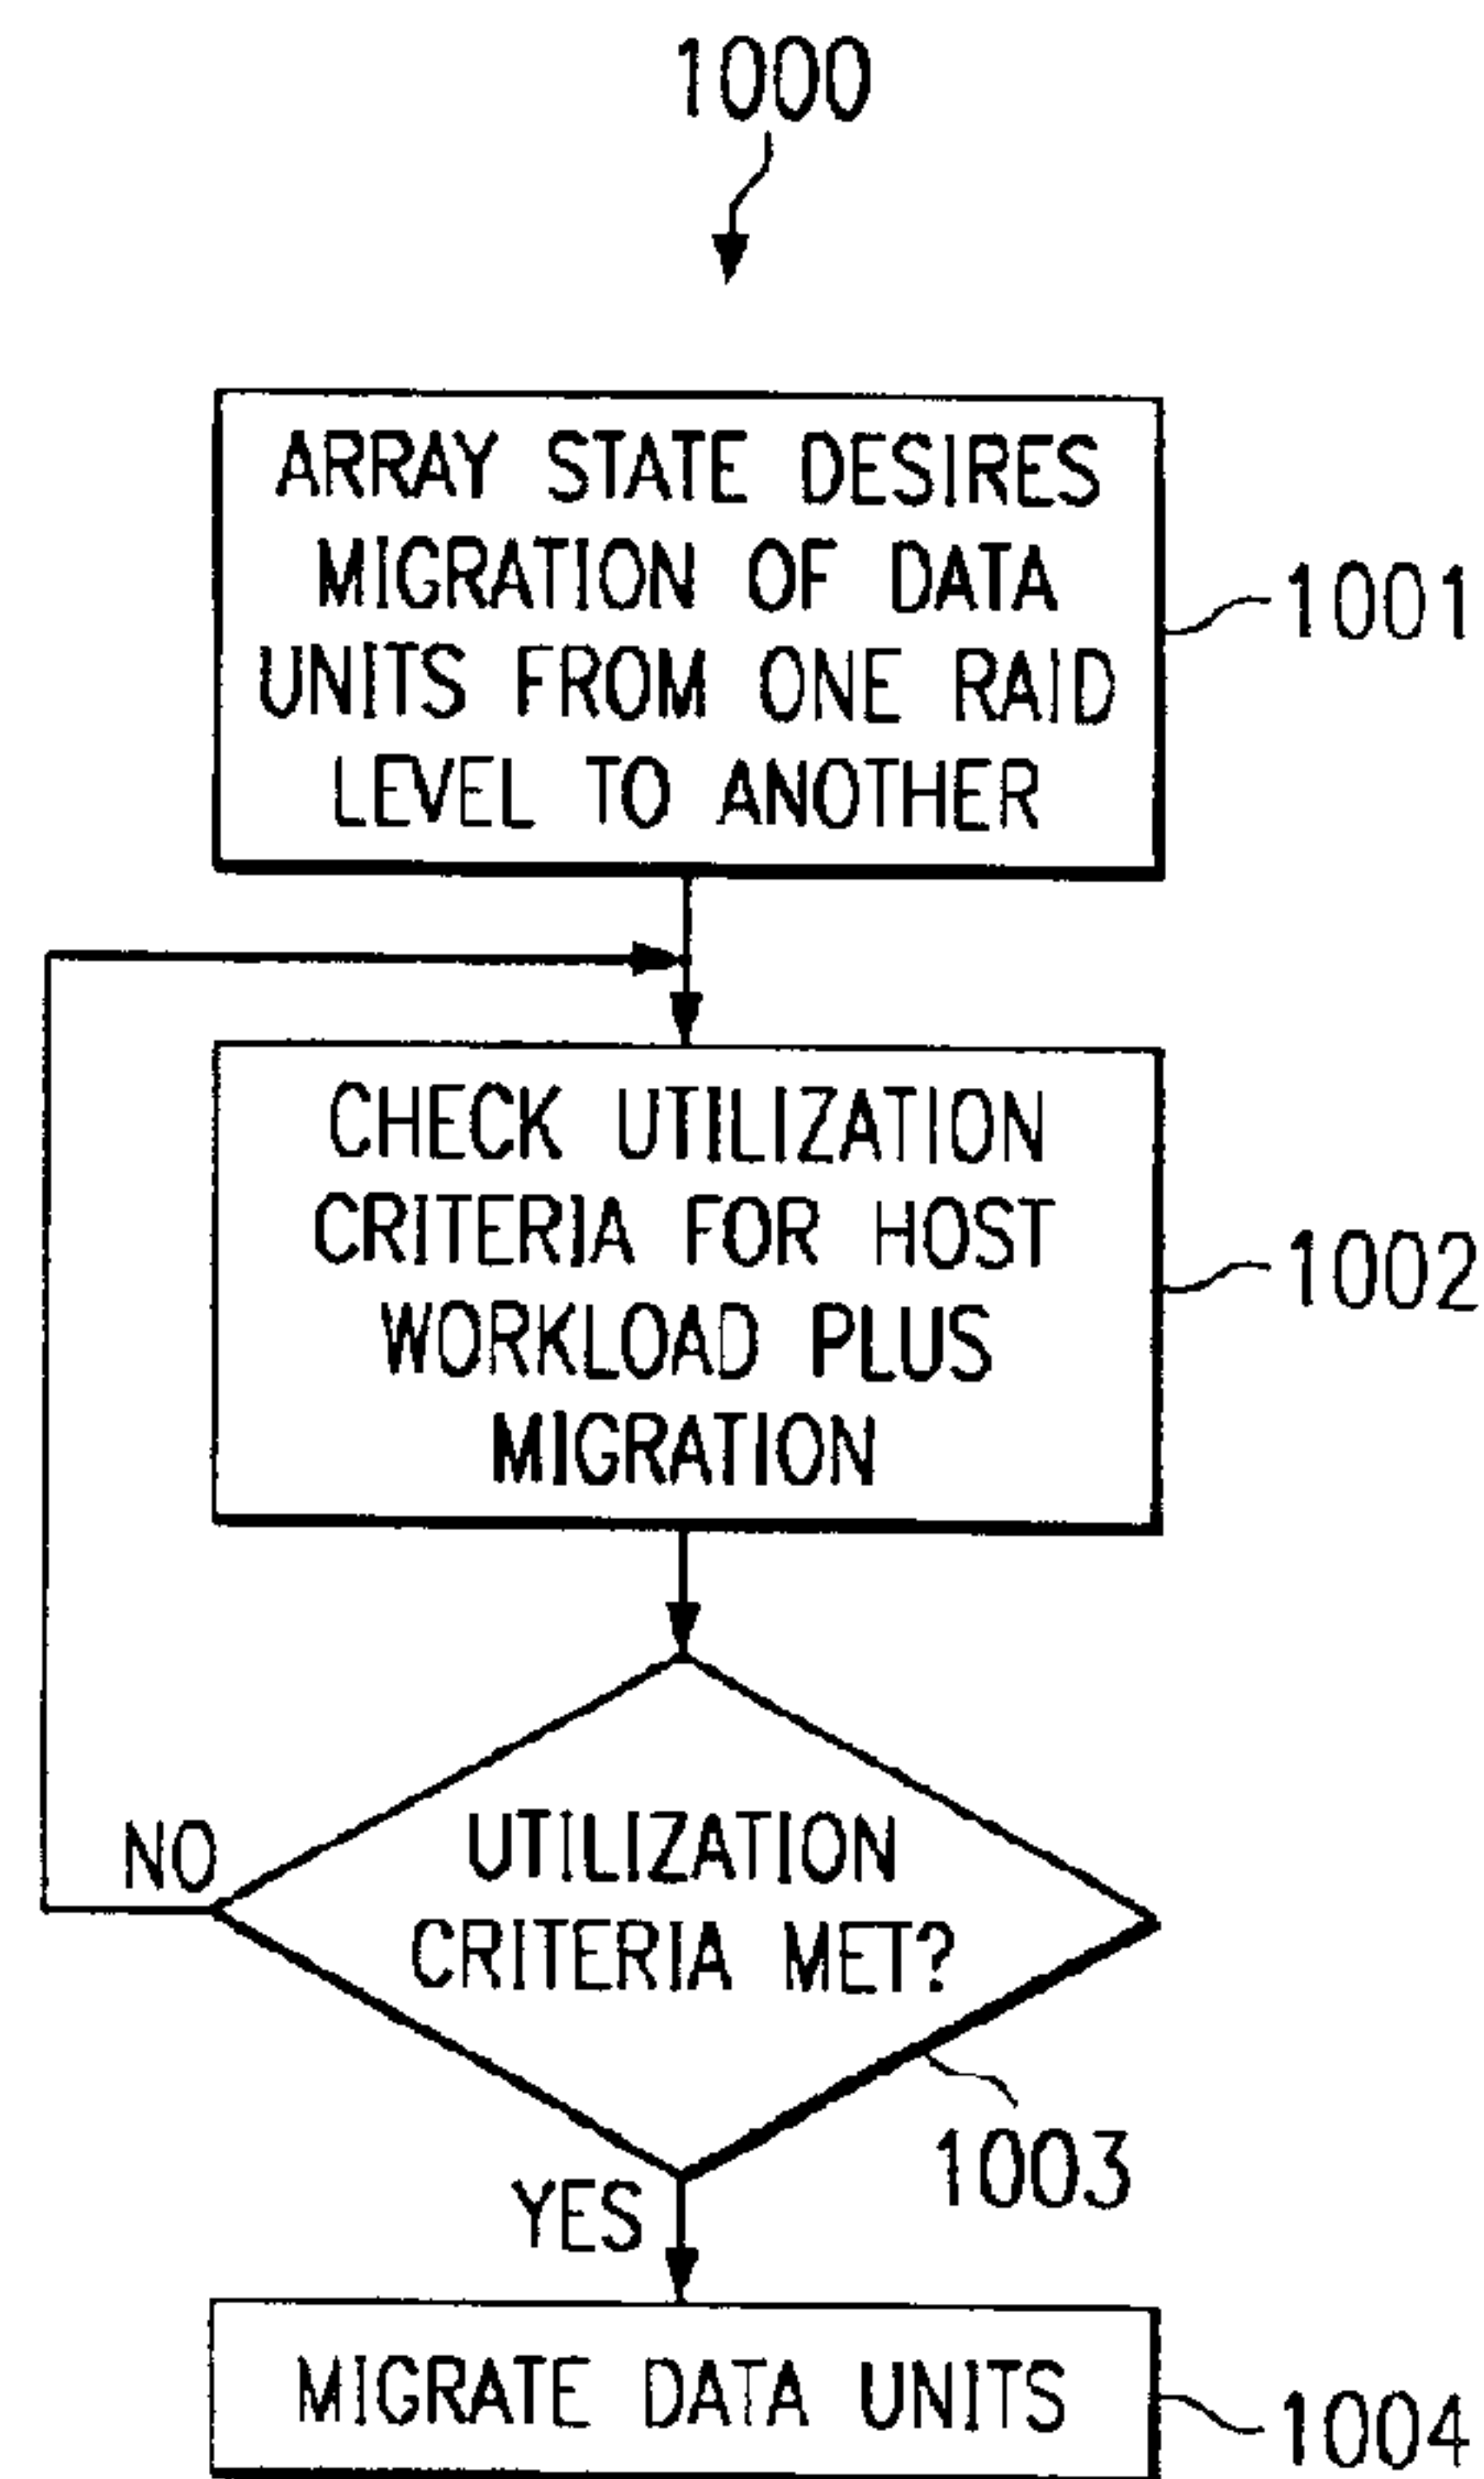 1000
ARRAY STATE DESIRES
MIGRATION OF DATA
UNITS FROM ONE RAID
LEVEL TO ANOTHER
1001
CHECK UTILIZATION
CRITERIA FOR HOST
WORKLOAD PLUS
MIGRATION
1002
UTILIZATION
CRITERIA MET?
NO
1003
YES
MIGRATE DATA UNITS
1004